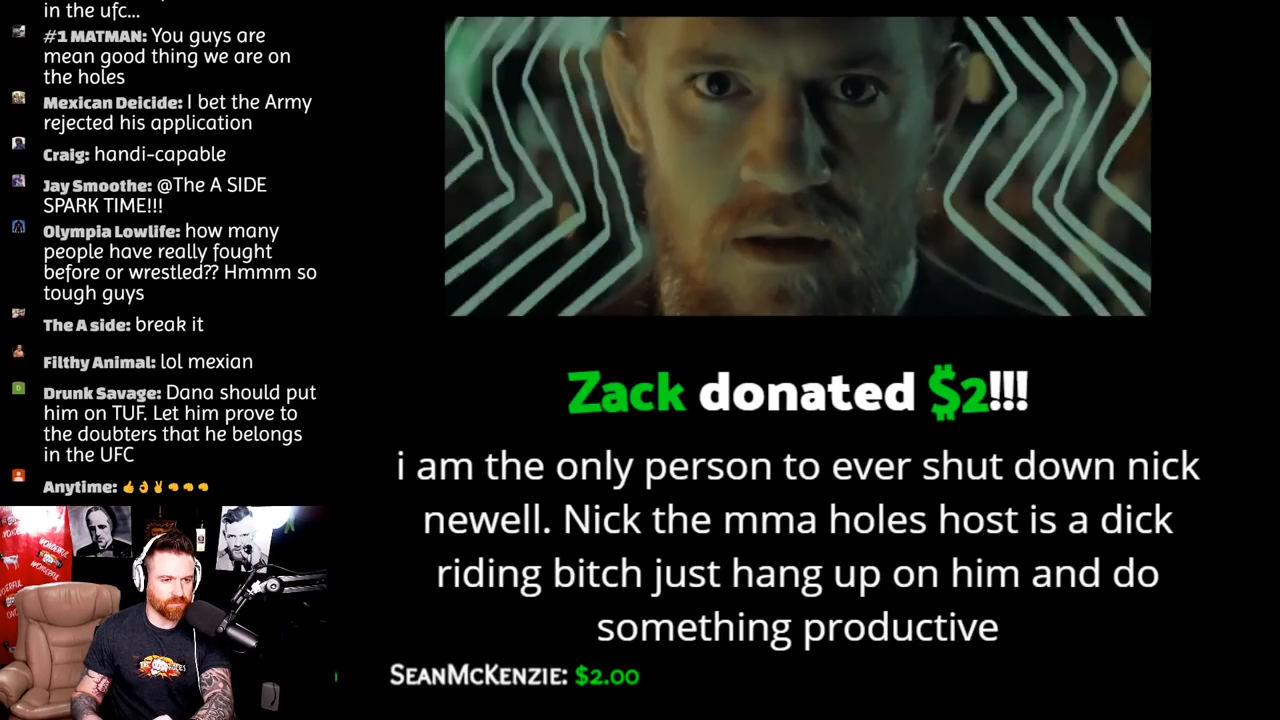 in the ufc...
#1 MATMAN: You guys are
mean good thing we are on
the holes
Mexican Deicide: I bet the Army
rejected his application
Craig: handi-capable
Jay Smoothe: @The A SIDE
SPARK TIME!!!
Olympia Lowlife: how many
people have really fought
before or wrestled?? Hmmm so
tough guys
The A side: break it
Filthy Animal: lol mexian
Drunk Savage: Dana should put
him on TUF. Let him prove to
the doubters that he belongs
in the UFC
Anytime: 👍👌✌👊👊👊
Zack donated $2!!!
i am the only person to ever shut down nick
newell. Nick the mma holes host is a dick
riding bitch just hang up on him and do
something productive
SeanMcKenzie: $2.00